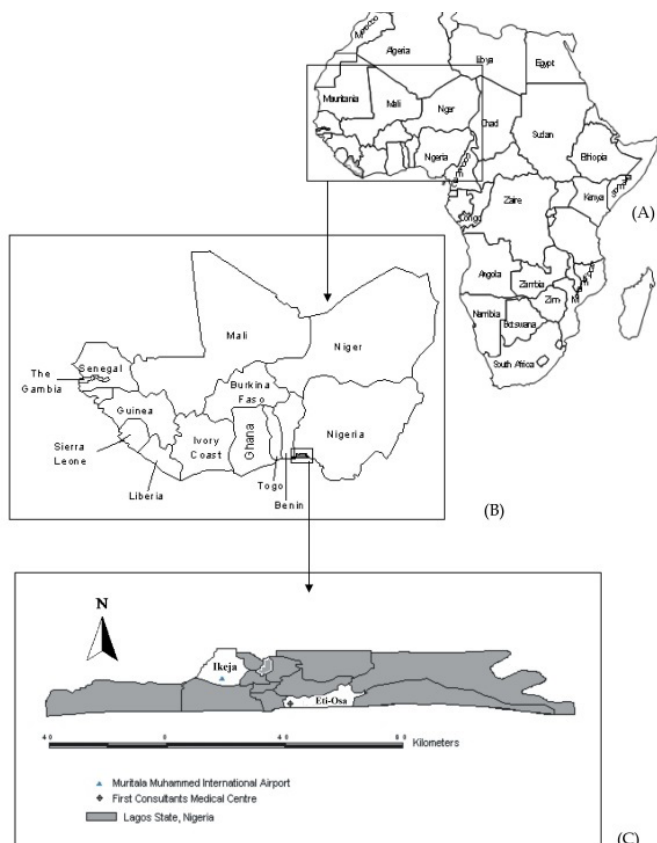 Morocco
Algeria
Libya
Egypt
Mauritania
Mali
Niger
Chad
Sudan
Nigeria
Ethiopia
Kenya
Congo
Zaire
(A)
Angola
Zambia
Zim
Namibia
Botswana
South Africa
Mali
Niger
Senegal
The
Gambia
Burkina
Faso
Guinea
Nigeria
Sierra
Leone
Ivory
Coast
Ghana
Liberia
Togo
Benin
(B)
N
Ikeja
Eti-Osa
40 0 40 80
Kilometers
Muritala Muhammed International Airport
First Consultants Medical Centre
Lagos State, Nigeria
(C)